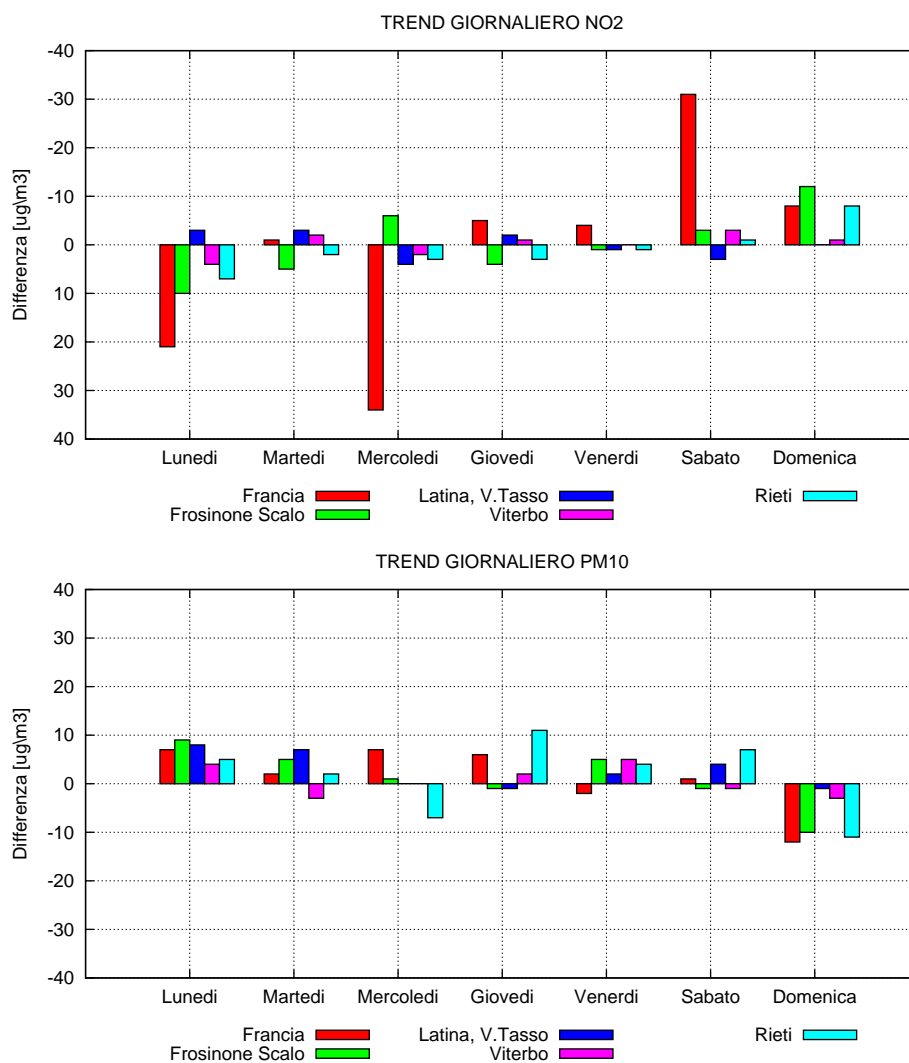 TREND GIORNALIERO NO2
-40
-30
-20
-10
0
10
20
30
40
Differenza [ug\m3]
Lunedi Martedi Mercoledi Giovedi Venerdi Sabato Domenica
Francia Latina, V.Tasso Rieti
Frosinone Scalo Viterbo
TREND GIORNALIERO PM10
40
30
20
10
0
-10
-20
-30
-40
Differenza [ug\m3]
Lunedi Martedi Mercoledi Giovedi Venerdi Sabato Domenica
Francia Latina, V.Tasso Rieti
Frosinone Scalo Viterbo